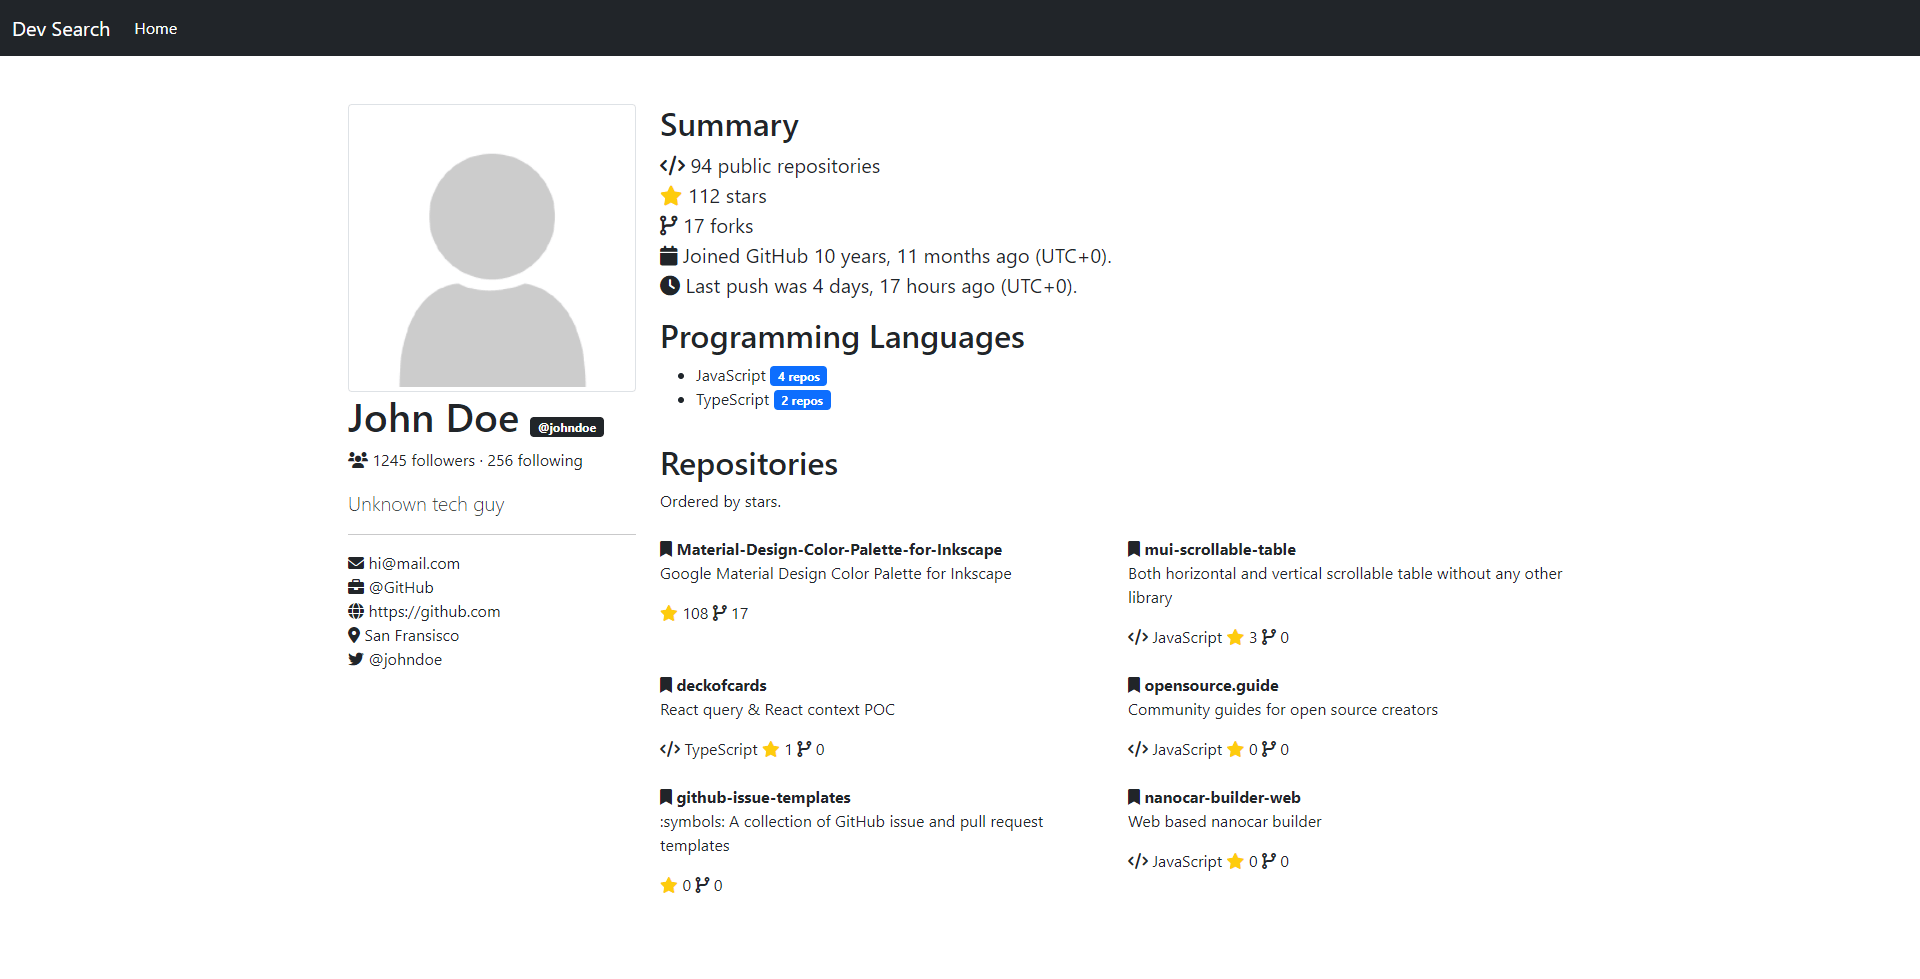 Dev Search Home
John Doe @johndoe
1245 followers · 256 following
Unknown tech guy
hi@mail.com
@GitHub
https://github.com
San Fransisco
@johndoe
Summary
94 public repositories
112 stars
17 forks
Joined GitHub 10 years, 11 months ago (UTC+0).
Last push was 4 days, 17 hours ago (UTC+0).
Programming Languages
JavaScript 4 repos
TypeScript 2 repos
Repositories
Ordered by stars.
Material-Design-Color-Palette-for-Inkscape
Google Material Design Color Palette for Inkscape
108 17
mui-scrollable-table
Both horizontal and vertical scrollable table without any other
library
JavaScript 3 0
deckofcards
React query & React context POC
TypeScript 1 0
opensource.guide
Community guides for open source creators
JavaScript 0 0
github-issue-templates
:symbols: A collection of GitHub issue and pull request
templates
0 0
nanocar-builder-web
Web based nanocar builder
JavaScript 0 0